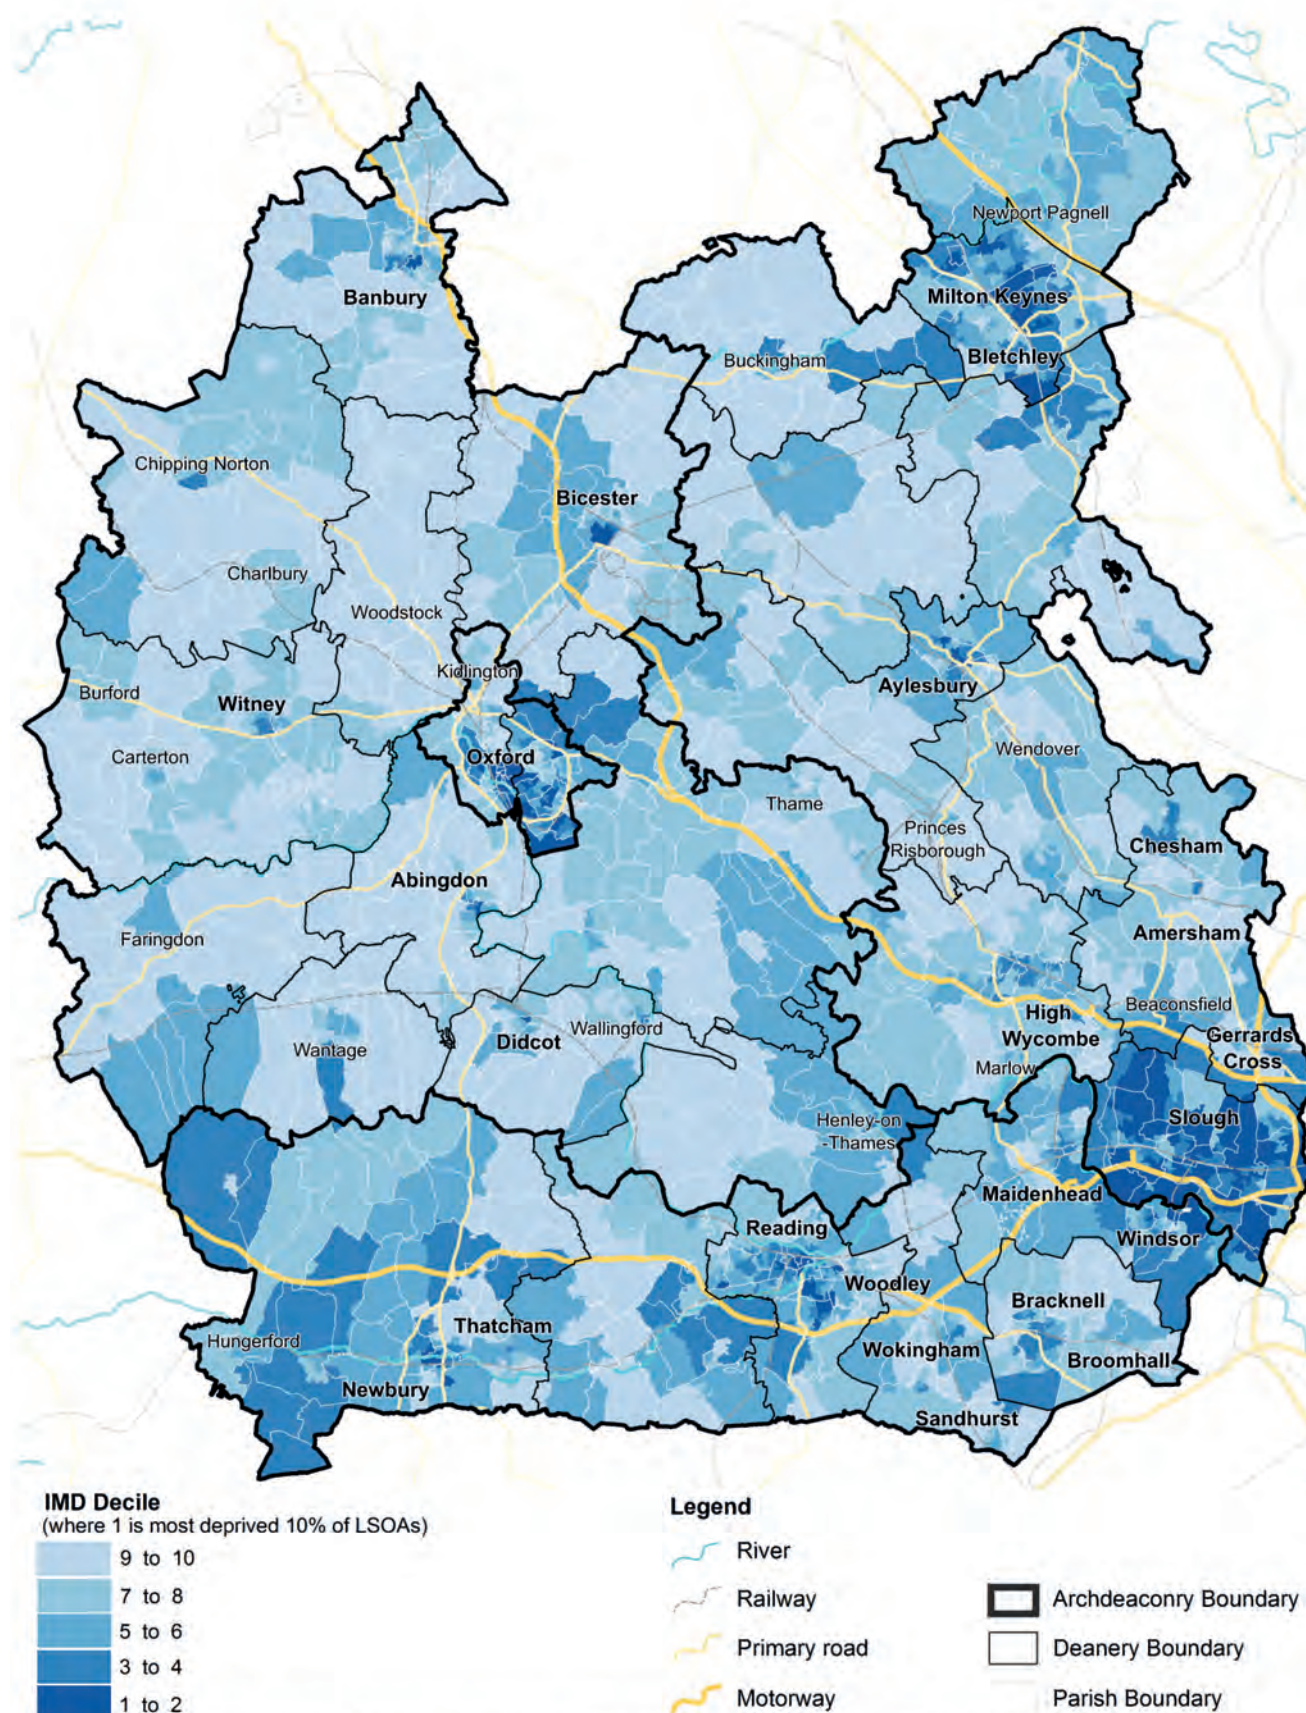 Newport Pagnell
Banbury
Milton Keynes
Buckingham
Bletchley
Chipping Norton
Bicester
Charlbury
Woodstock
Kidlington
Burford
Witney
Aylesbury
Carterton
Oxford
Wendover
Thame
Princes
Risborough
Chesham
Abingdon
Faringdon
Amersham
Beaconsfield
High
Wycombe
Gerrards
Cross
Wantage
Didcot
Wallingford
Marlow
Slough
Henley-on
-Thames
Maidenhead
Reading
Windsor
Woodley
Bracknell
Thatcham
Hungerford
Wokingham
Broomhall
Newbury
Sandhurst
IMD Decile
(where 1 is most deprived 10% of LSOAs)
9 to 10
7 to 8
5 to 6
3 to 4
1 to 2
Legend
River
Railway
Primary road
Motorway
Archdeaconry Boundary
Deanery Boundary
Parish Boundary